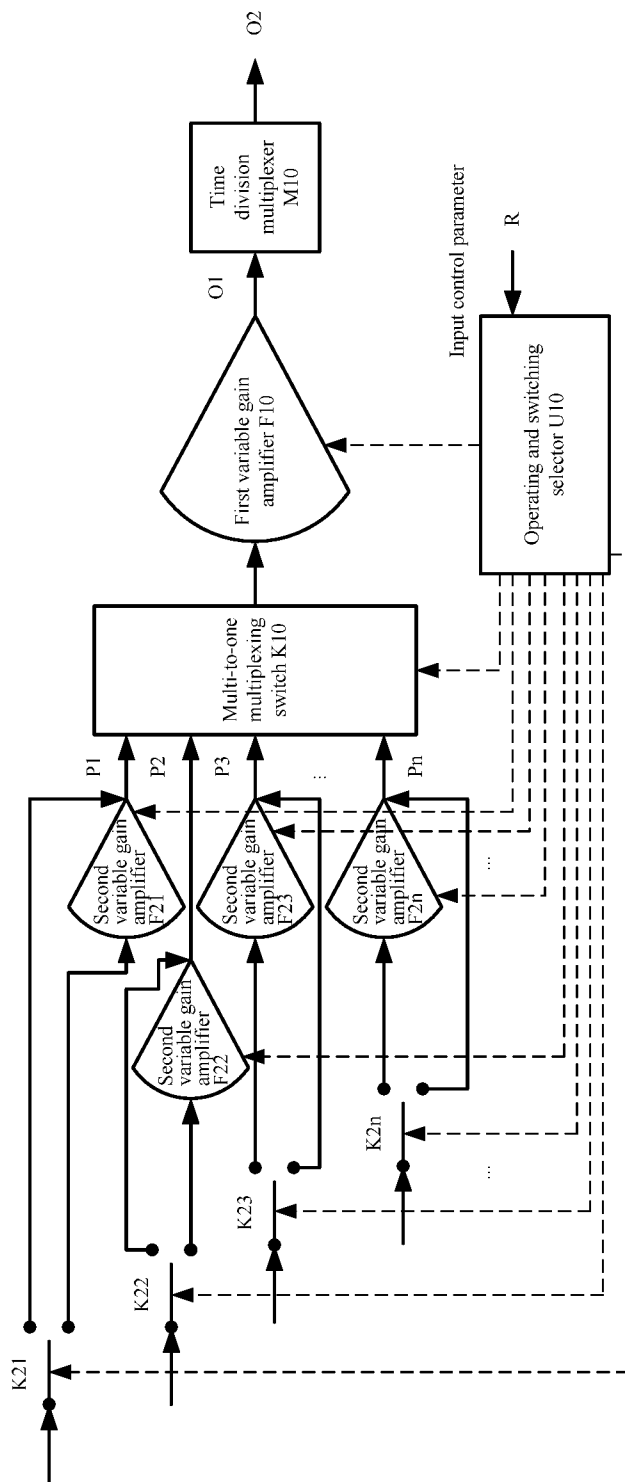 K21
K22
K23
K2n
...
Second
variable gain
amplifier
F21
Second
variable gain
amplifier
F22
Second
variable gain
amplifier
F23
Second
variable gain
amplifier
F2n
...
P1
P2
P3
...
Pn
Multi-to-one
multiplexing
switch K10
First variable gain
amplifier F10
O1
Time
division
multiplexer
M10
O2
Operating and switching
selector U10
Input control parameter
R